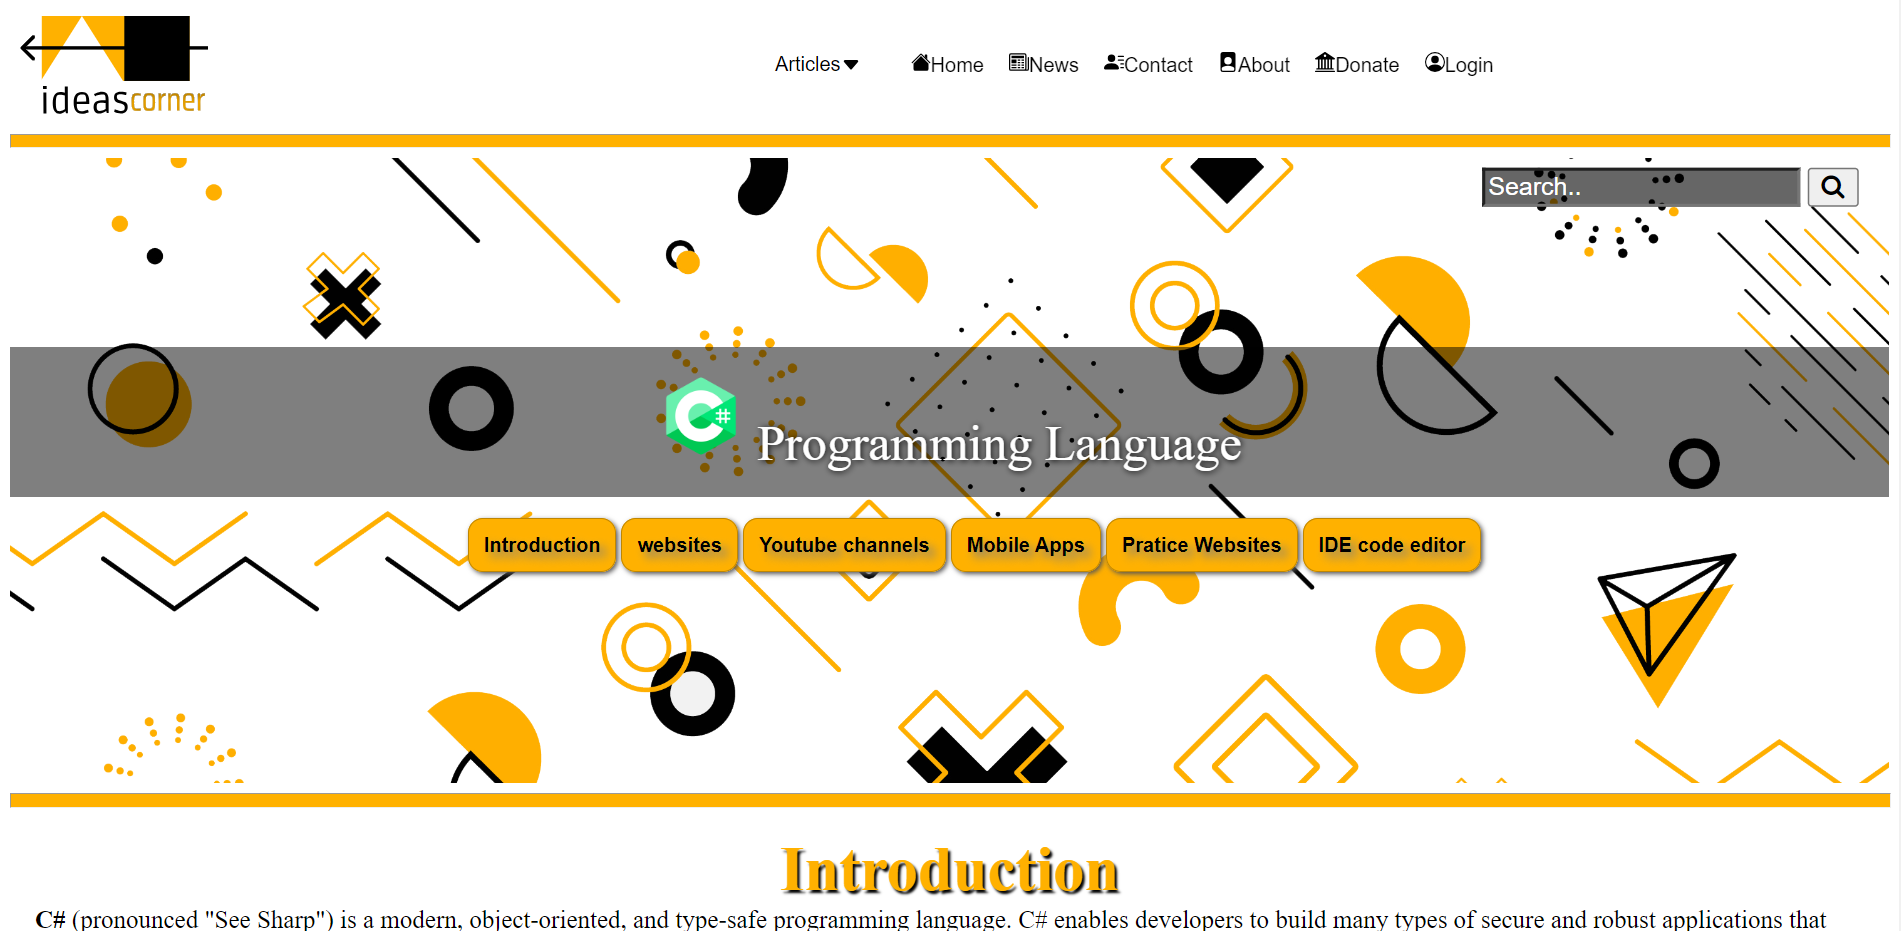 ideascorner
Articles Home News Contact About Donate Login
Search..
C# Programming Language
Introduction websites Youtube channels Mobile Apps Pratice Websites IDE code editor
Introduction
C# (pronounced "See Sharp") is a modern, object-oriented, and type-safe programming language. C# enables developers to build many types of secure and robust applications that